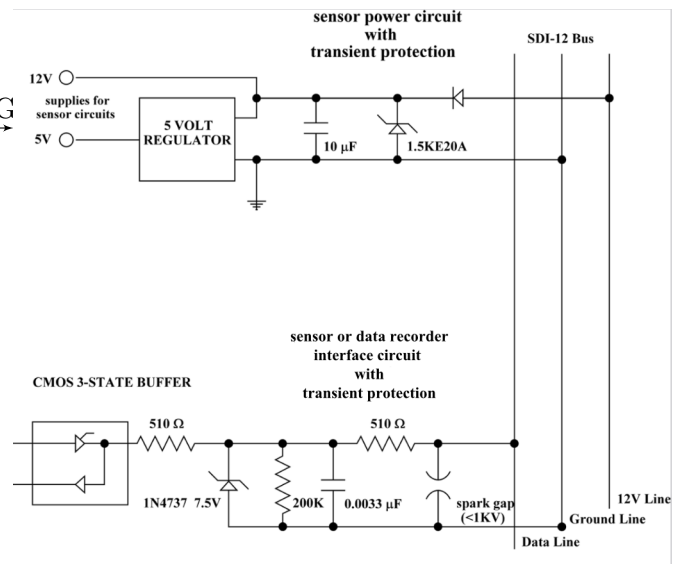 sensor power circuit
with
transient protection
SDI-12 Bus
12V
G
supplies for
sensor circuits
5V
5 VOLT
REGULATOR
10 µF
1.5KE20A
sensor or data recorder
interface circuit
with
transient protection
CMOS 3-STATE BUFFER
510 Ω
510 Ω
1N4737 7.5V
200K
0.0033 µF
spark gap
(<1KV)
12V Line
Ground Line
Data Line